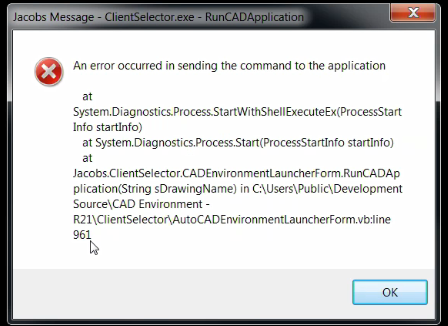 Jacobs Message - ClientSelector.exe - RunCADApplication
An error occurred in sending the command to the application
at
System.Diagnostics.Process.StartWithShellExecuteEx(ProcessStart
Info startInfo)
at System.Diagnostics.Process.Start(ProcessStartInfo startInfo)
at
Jacobs.ClientSelector.CADEnvironmentLauncherForm.RunCADAp
plication(String sDrawingName) in C:\Users\Public\Development
Source\CAD Environment -
R21\ClientSelector\AutoCADEnvironmentLauncherForm.vb:line
961
OK